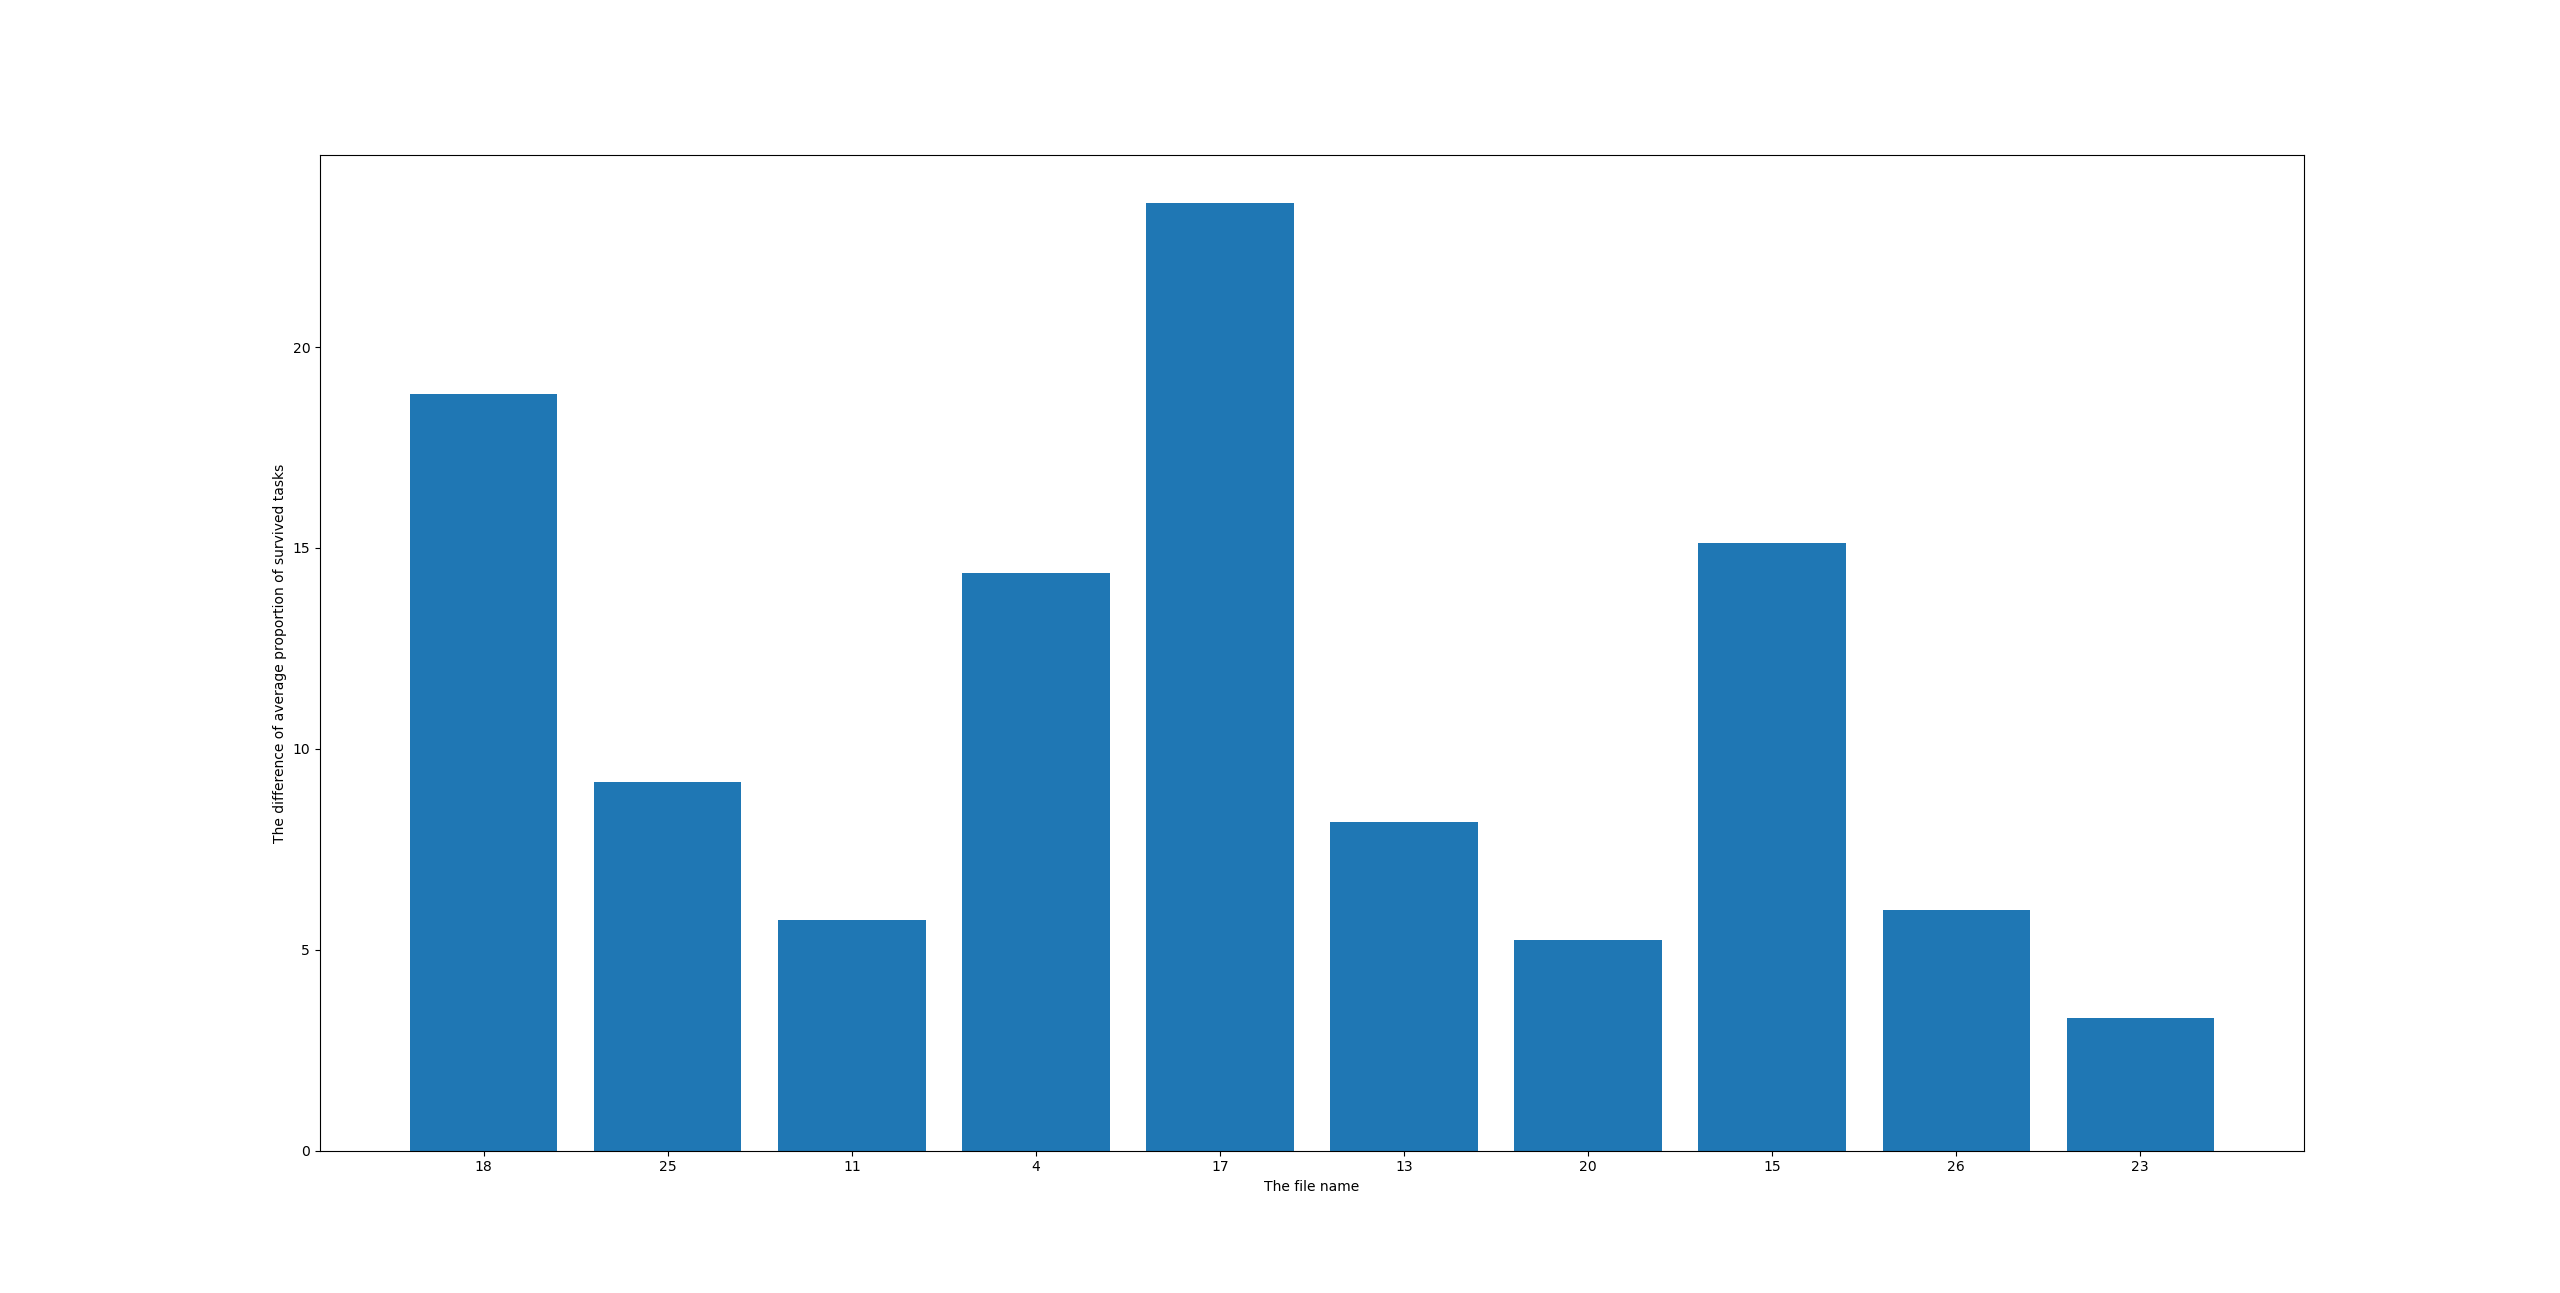 The difference of average proportion of survived tasks
20
15
10
5
0
18 25 11 4 17 13 20 15 26 23
The file name